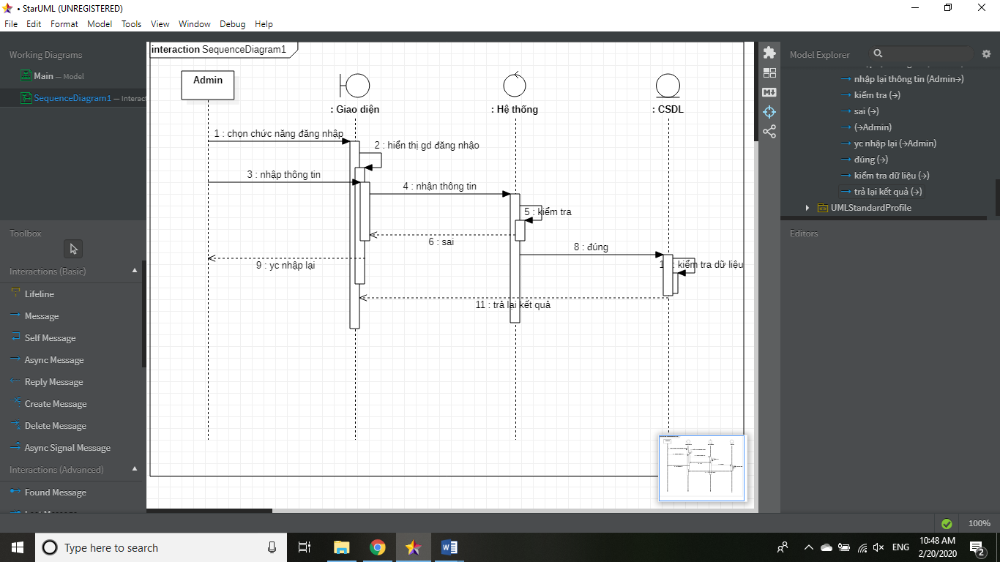 • StarUML (UNREGISTERED)
File Edit Format Model Tools View Window Debug Help
Working Diagrams
Main — Model
SequenceDiagram1 — Interac
Toolbox
Interactions (Basic)
Lifeline
Message
Self Message
Async Message
Reply Message
Create Message
Delete Message
Async Signal Message
Interactions (Advanced)
Found Message
interaction SequenceDiagram1
Admin
: Giao diện
: Hệ thống
: CSDL
1 : chọn chức năng đăng nhập
2 : hiển thị gd đăng nhậo
3 : nhập thông tin
4 : nhận thông tin
5 : kiểm tra
6 : sai
8 : đúng
9 : yc nhập lại
: kiểm tra dữ liệu
11 : trả lại kết quả
Model Explorer
nhập lại thông tin (Admin→)
kiểm tra (→)
sai (→)
(→Admin)
yc nhập lại (→Admin)
đúng (→)
kiểm tra dữ liệu (→)
trả lại kết quả (→)
UMLStandardProfile
Editors
100%
Type here to search
ENG
10:48 AM
2/20/2020
2